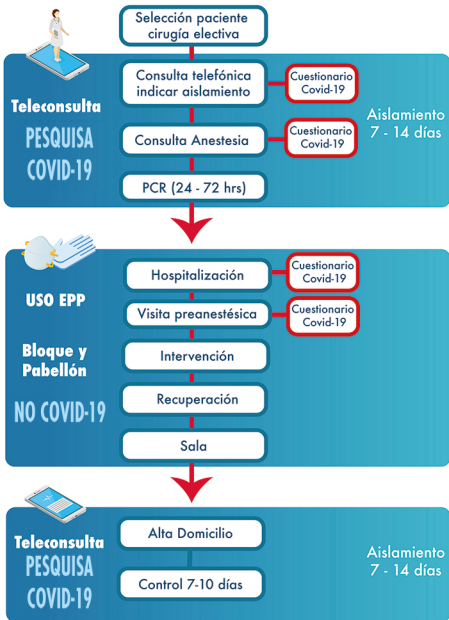 Selección paciente
cirugía electiva
Teleconsulta
PESQUISA
COVID-19
Consulta telefónica
indicar aislamiento
Cuestionario
Covid-19
Consulta Anestesia
Cuestionario
Covid-19
PCR (24 - 72 hrs)
Aislamiento
7 - 14 días
USO EPP
Bloque y
Pabellón
NO COVID-19
Hospitalización
Cuestionario
Covid-19
Visita preanestésica
Cuestionario
Covid-19
Intervención
Recuperación
Sala
Teleconsulta
PESQUISA
COVID-19
Alta Domicilio
Control 7-10 días
Aislamiento
7 - 14 días